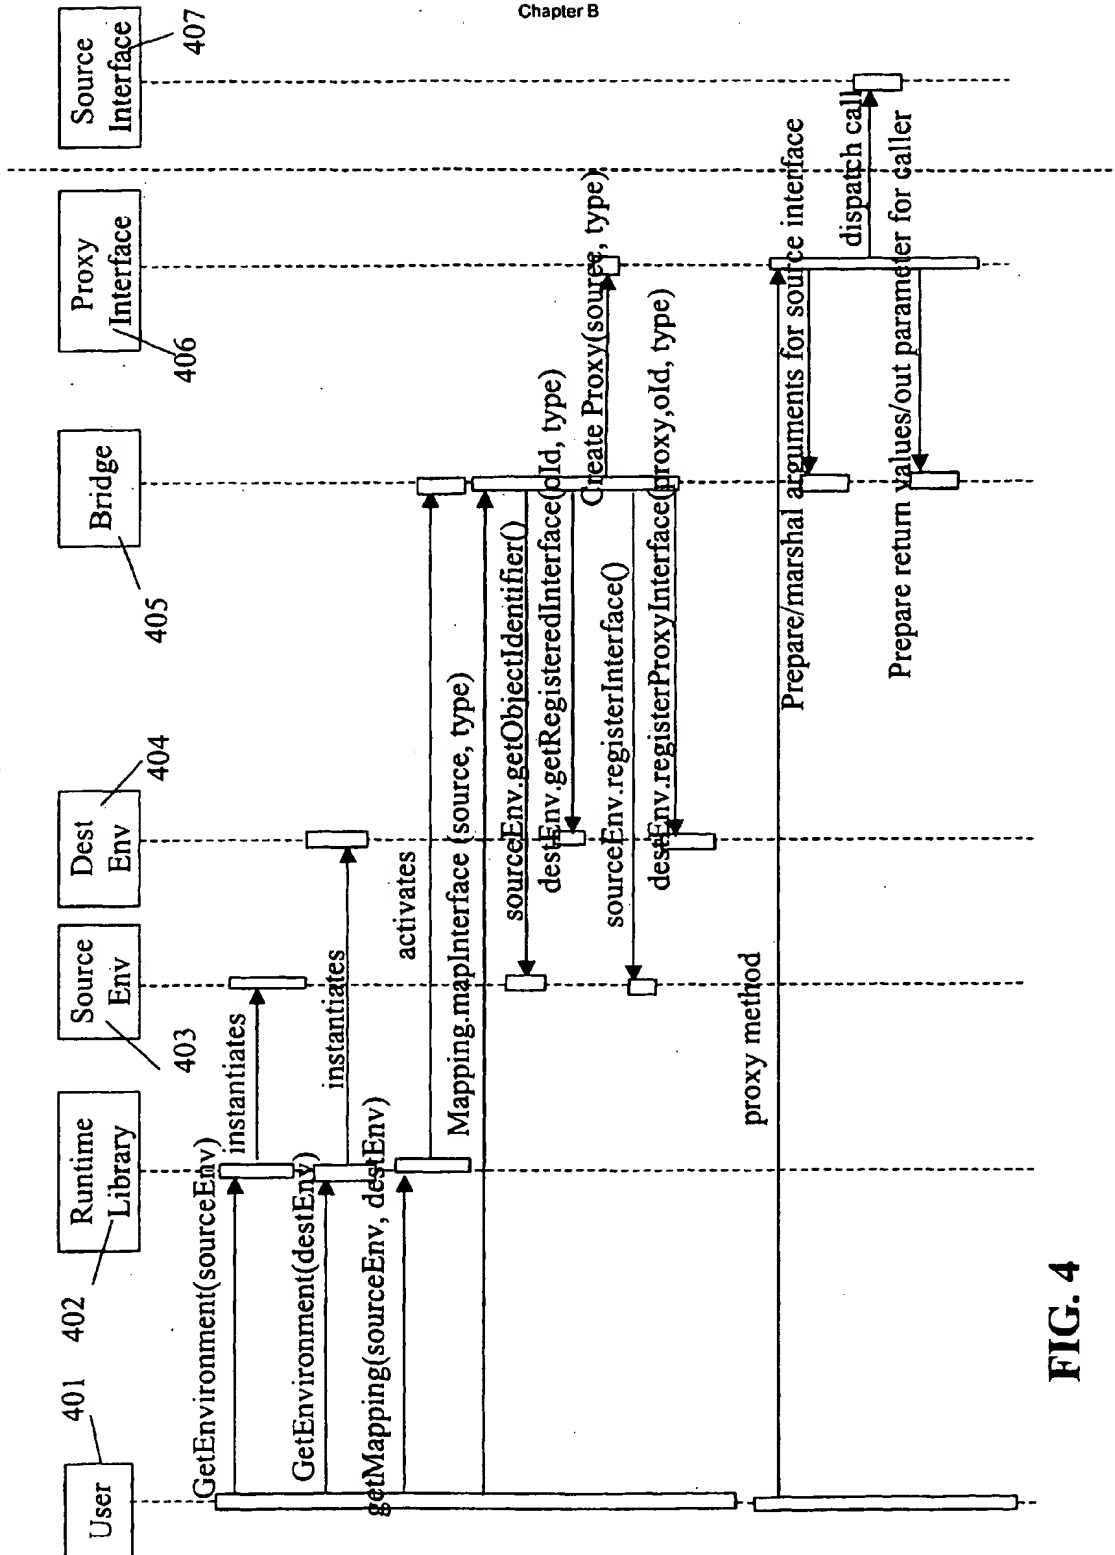 Chapter B
User
401
Runtime
Library
402
Source
Env
403
Dest
Env
404
Bridge
405
Proxy
Interface
406
Source
Interface
407
GetEnvironment(sourceEnv)
instantiates
GetEnvironment(destEnv)
instantiates
getMapping(sourceEnv, destEnv)
activates
Mapping.mapInterface (source, type)
sourceEnv.getObjectIdentifier()
destEnv.getRegisteredInterface(oId, type)
Create Proxy(source, type)
sourceEnv.registerInterface()
destEnv.registerProxyInterface(proxy,oId, type)
proxy method
Prepare/marshal arguments for source interface
dispatch call
Prepare return values/out parameter for caller
FIG. 4